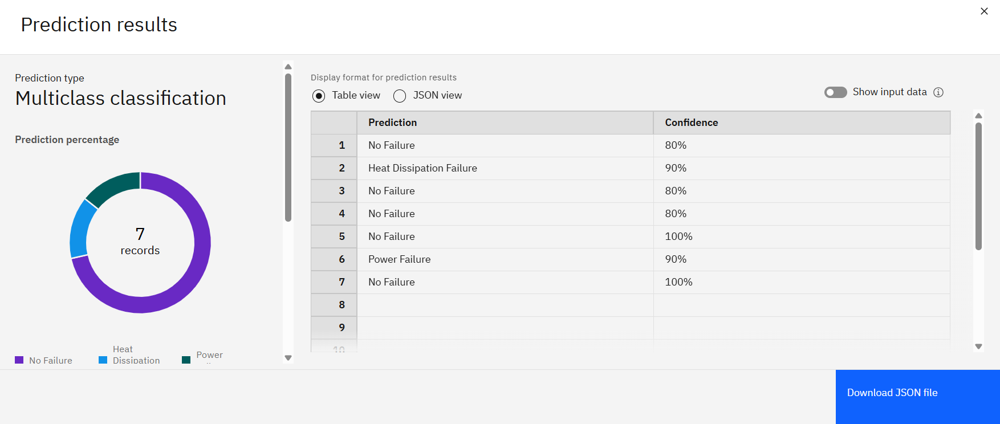 Prediction results
Prediction type
Multiclass classification
Prediction percentage
7
records
No Failure
Heat
Dissipation
Power
Display format for prediction results
Table view
JSON view
Show input data
Prediction Confidence
1 No Failure 80%
2 Heat Dissipation Failure 90%
3 No Failure 80%
4 No Failure 80%
5 No Failure 100%
6 Power Failure 90%
7 No Failure 100%
8
9
10
Download JSON file